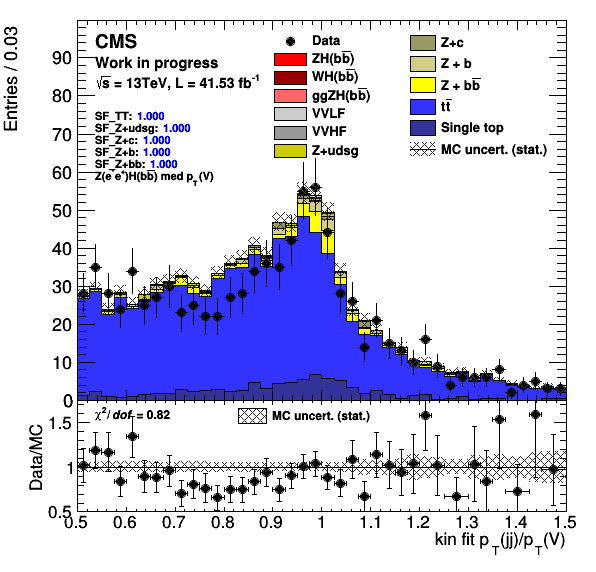 Entries / 0.03
90
80
70
60
50
40
30
20
10
0
CMS
Work in progress
√s = 13TeV, L = 41.53 fb⁻¹
SF_TT: 1.000
SF_Z+udsg: 1.000
SF_Z+c: 1.000
SF_Z+b: 1.000
SF_Z+bb: 1.000
Z(e⁻e⁺)H(bb̅) med p_T(V)
Data
ZH(bb̅)
WH(bb̅)
ggZH(bb̅)
VVLF
VVHF
Z+udsg
Z+c
Z + b
Z + bb̅
tt̅
Single top
MC uncert. (stat.)
Data/MC
1.5
1
0.5
χ²/ dof = 0.82
MC uncert. (stat.)
0.5 0.6 0.7 0.8 0.9 1 1.1 1.2 1.3 1.4 1.5
kin fit p_T(jj)/p_T(V)